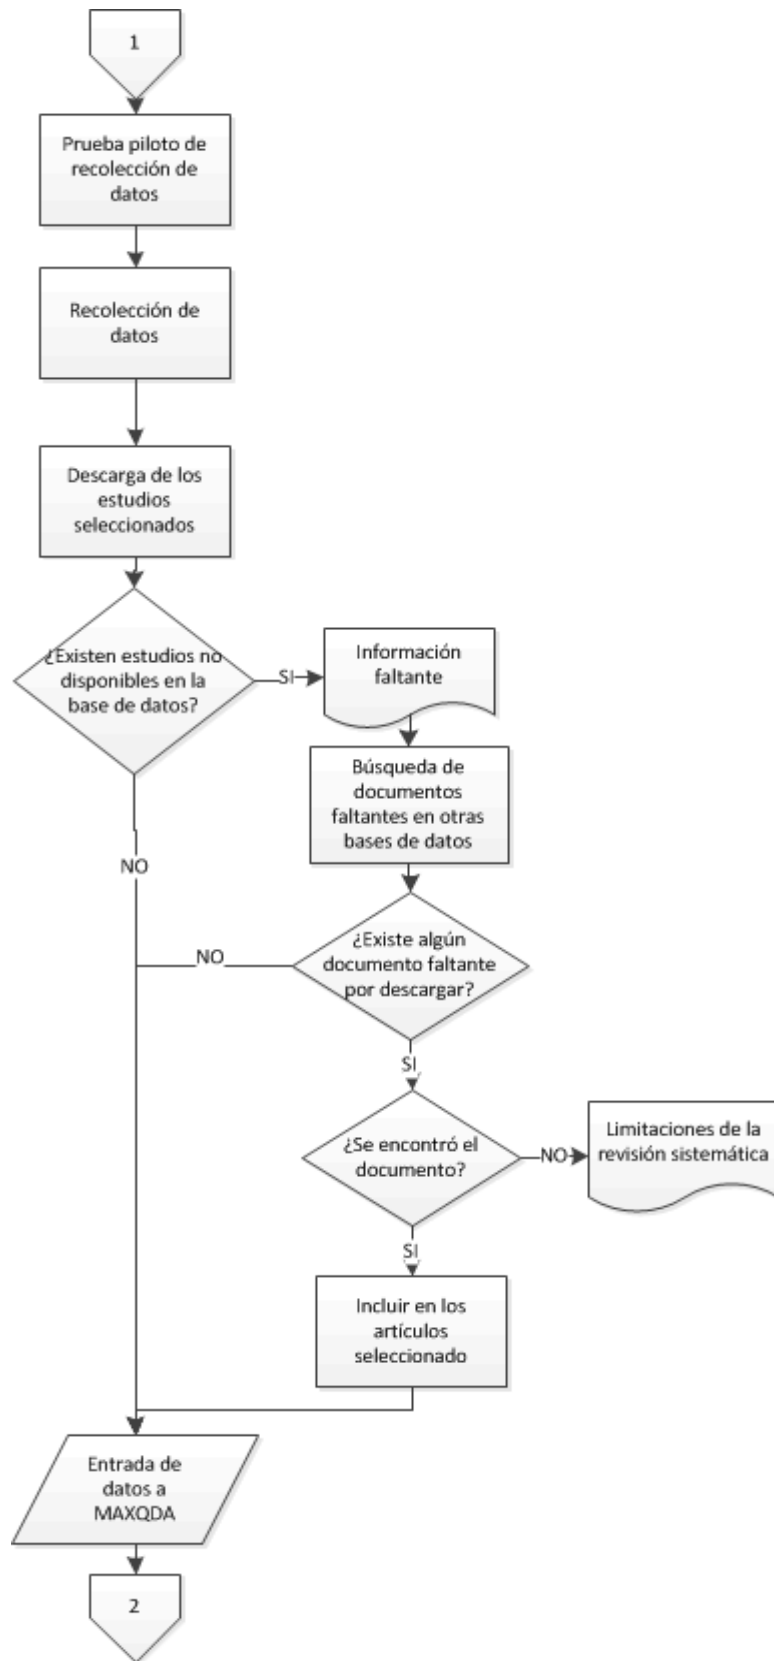 1
Prueba piloto de
recolección de
datos
Recolección de
datos
Descarga de los
estudios
seleccionados
¿Existen estudios no
disponibles en la
base de datos?
SI
Información
faltante
Búsqueda de
documentos
faltantes en otras
bases de datos
NO
¿Existe algún
documento faltante
por descargar?
NO
SI
¿Se encontró el
documento?
NO
Limitaciones de la
revisión sistemática
SI
Incluir en los
artículos
seleccionado
Entrada de
datos a
MAXQDA
2